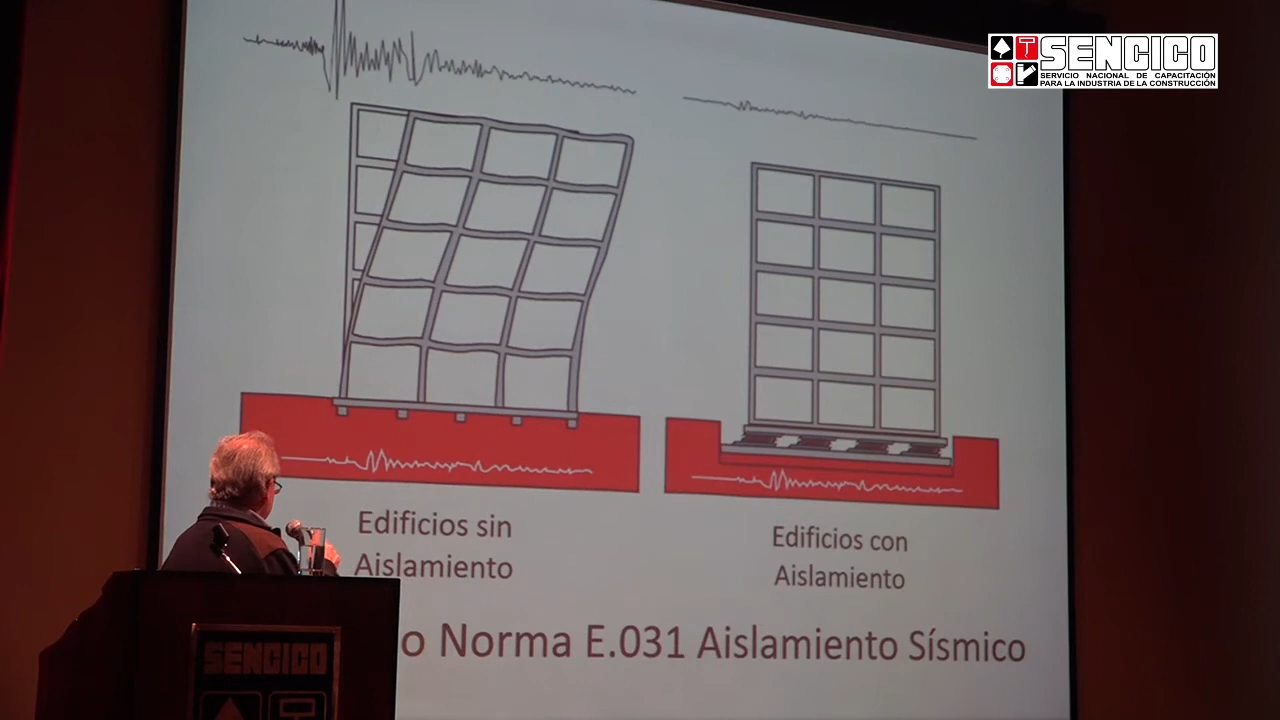 SENCICO
SERVICIO NACIONAL DE CAPACITACIÓN
PARA LA INDUSTRIA DE LA CONSTRUCCIÓN
Edificios sin
Aislamiento
Edificios con
Aislamiento
o Norma E.031 Aislamiento Sísmico
SENCICO